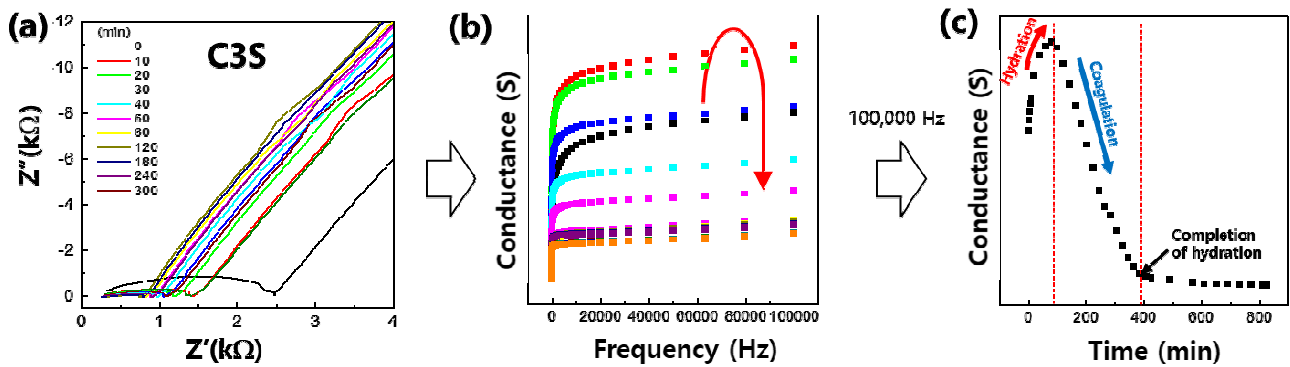 (a)
(min)
C3S
0
10
20
30
40
60
80
120
180
240
300
-12
-10
-8
-6
-4
-2
0
Z"(kΩ)
0 1 2 3 4
Z'(kΩ)
(b)
Conductance (S)
0 20000 40000 60000 80000 100000
Frequency (Hz)
100,000 Hz
(c)
Hydration
Coagulation
Completion
of hydration
Conductance (S)
0 200 400 600 800
Time (min)